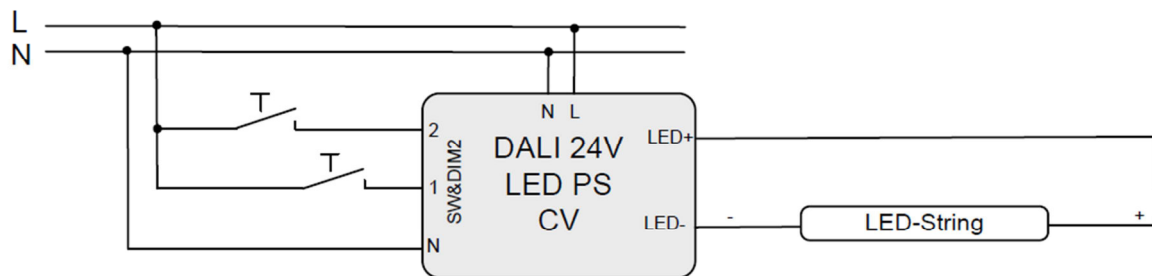 L
N
T
T
N L
2
1
N
SW&DIM2
DALI 24V
LED PS
CV
LED+
LED-
-
LED-String
+